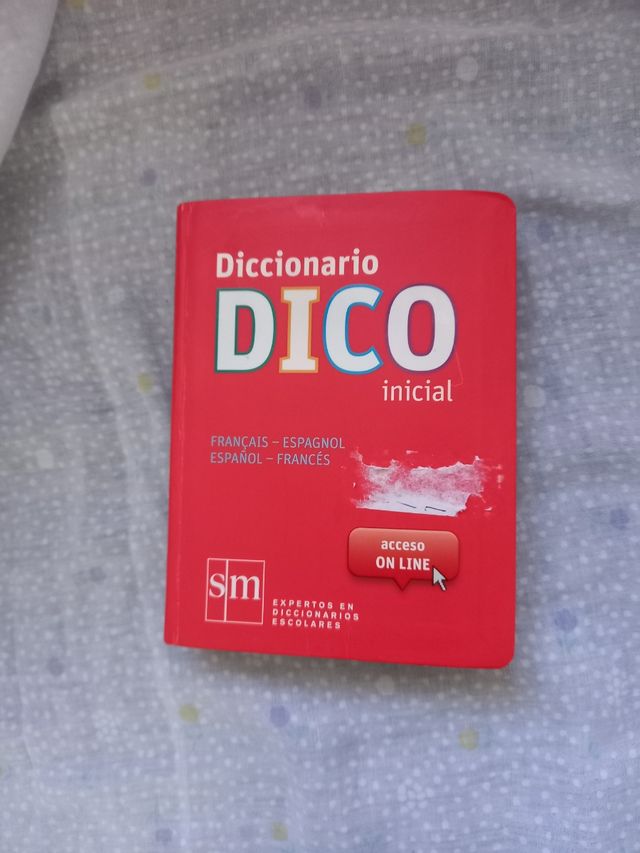 Diccionario
DICO
inicial
FRANÇAIS – ESPAGNOL
ESPAÑOL – FRANCÉS
acceso
ON LINE
sm
EXPERTOS EN
DICCIONARIOS
ESCOLARES